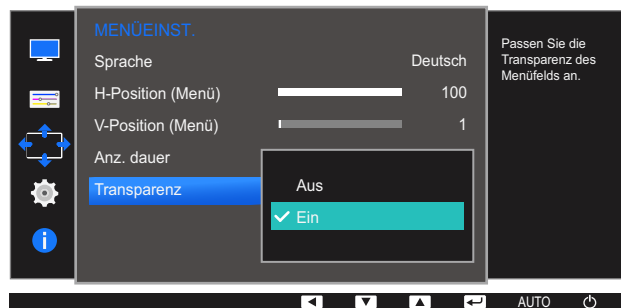 MENÜEINST.
Sprache Deutsch
H-Position (Menü) 100
V-Position (Menü) 1
Anz. dauer
Transparenz
Aus
Ein
Passen Sie die
Transparenz des
Menüfelds an.
AUTO